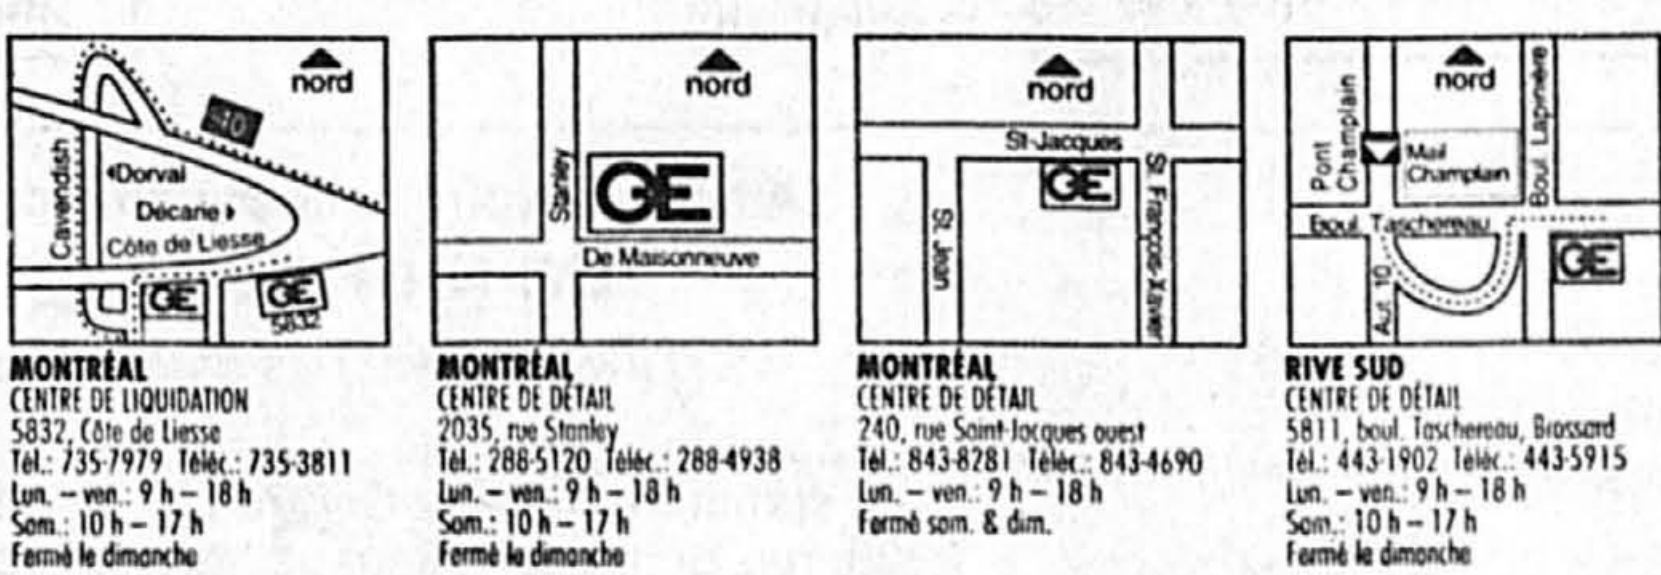 nord
40
Cavendish
Dorval
Décarie
Côte de Liesse
GE
GE
5832
MONTRÉAL
CENTRE DE LIQUIDATION
5832, Côte de Liesse
Tél.: 735-7979 Téléc.: 735-3811
Lun. – ven.: 9 h – 18 h
Sam.: 10 h – 17 h
Fermé le dimanche
nord
Stanley
GE
De Maisonneuve
MONTRÉAL
CENTRE DE DÉTAIL
2035, rue Stanley
Tél.: 288-5120 Téléc.: 288-4938
Lun. – ven.: 9 h – 18 h
Sam.: 10 h – 17 h
Fermé le dimanche
nord
St-Jacques
GE
St. Jean
St. François-Xavier
MONTRÉAL
CENTRE DE DÉTAIL
240, rue Saint-Jacques ouest
Tél.: 843-8281 Téléc.: 843-4690
Lun. – ven.: 9 h – 18 h
Fermé sam. & dim.
nord
Pont
Champlain
Mail
Champlain
Boul. Lapinière
Boul. Taschereau
GE
Aut. 10
RIVE SUD
CENTRE DE DÉTAIL
5811, boul. Taschereau, Brossard
Tél.: 443-1902 Téléc.: 443-5915
Lun. – ven.: 9 h – 18 h
Sam.: 10 h – 17 h
Fermé le dimanche